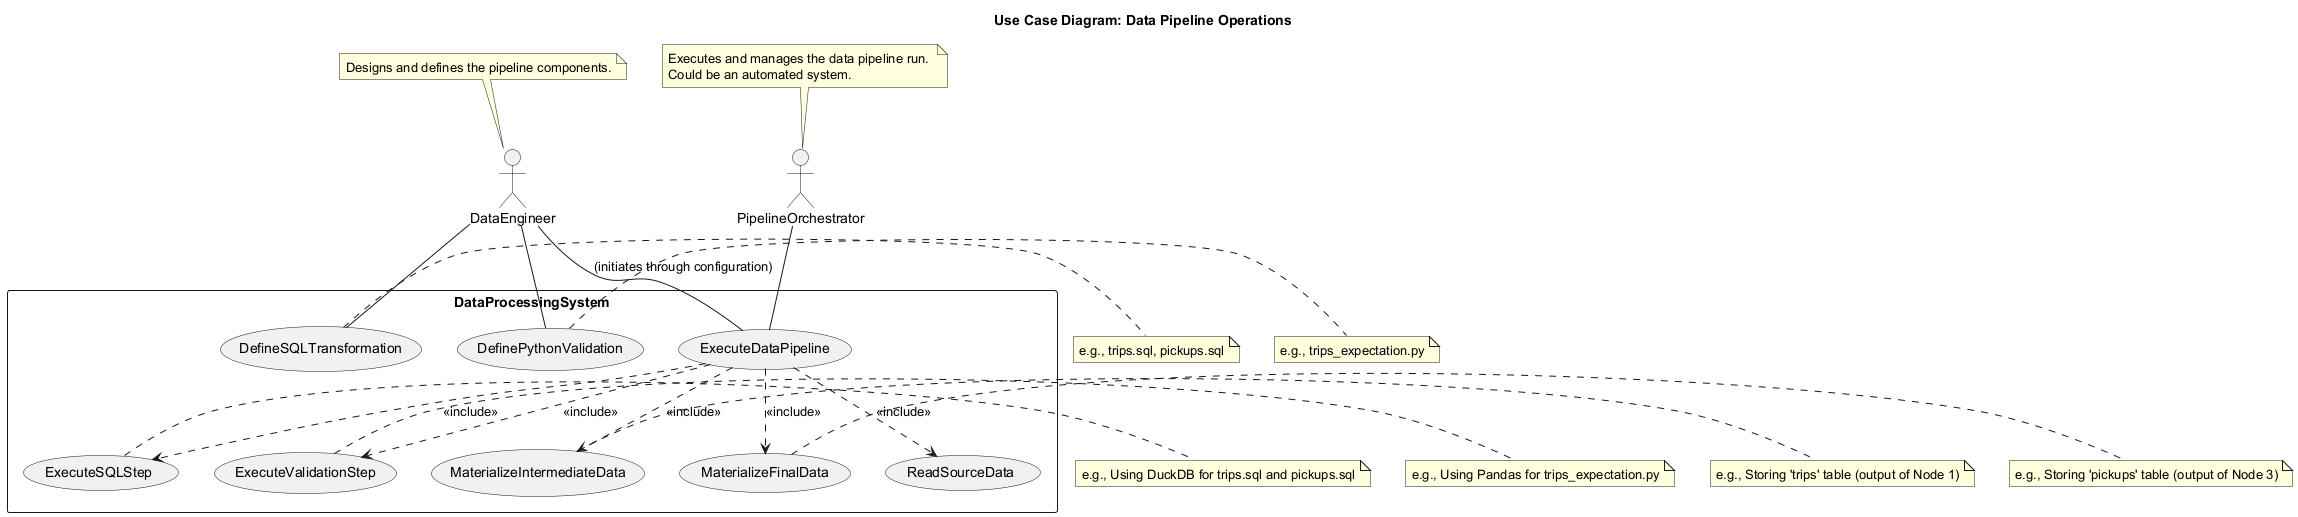 Use Case Diagram: Data Pipeline Operations
Designs and defines the pipeline components.
Executes and manages the data pipeline run.
Could be an automated system.
DataEngineer
PipelineOrchestrator
(initiates through configuration)
DataProcessingSystem
DefineSQLTransformation
DefinePythonValidation
ExecuteDataPipeline
e.g., trips.sql, pickups.sql
e.g., trips_expectation.py
«include»
«include»
«include»
«include»
«include»
ExecuteSQLStep
ExecuteValidationStep
MaterializeIntermediateData
MaterializeFinalData
ReadSourceData
e.g., Using DuckDB for trips.sql and pickups.sql
e.g., Using Pandas for trips_expectation.py
e.g., Storing 'trips' table (output of Node 1)
e.g., Storing 'pickups' table (output of Node 3)